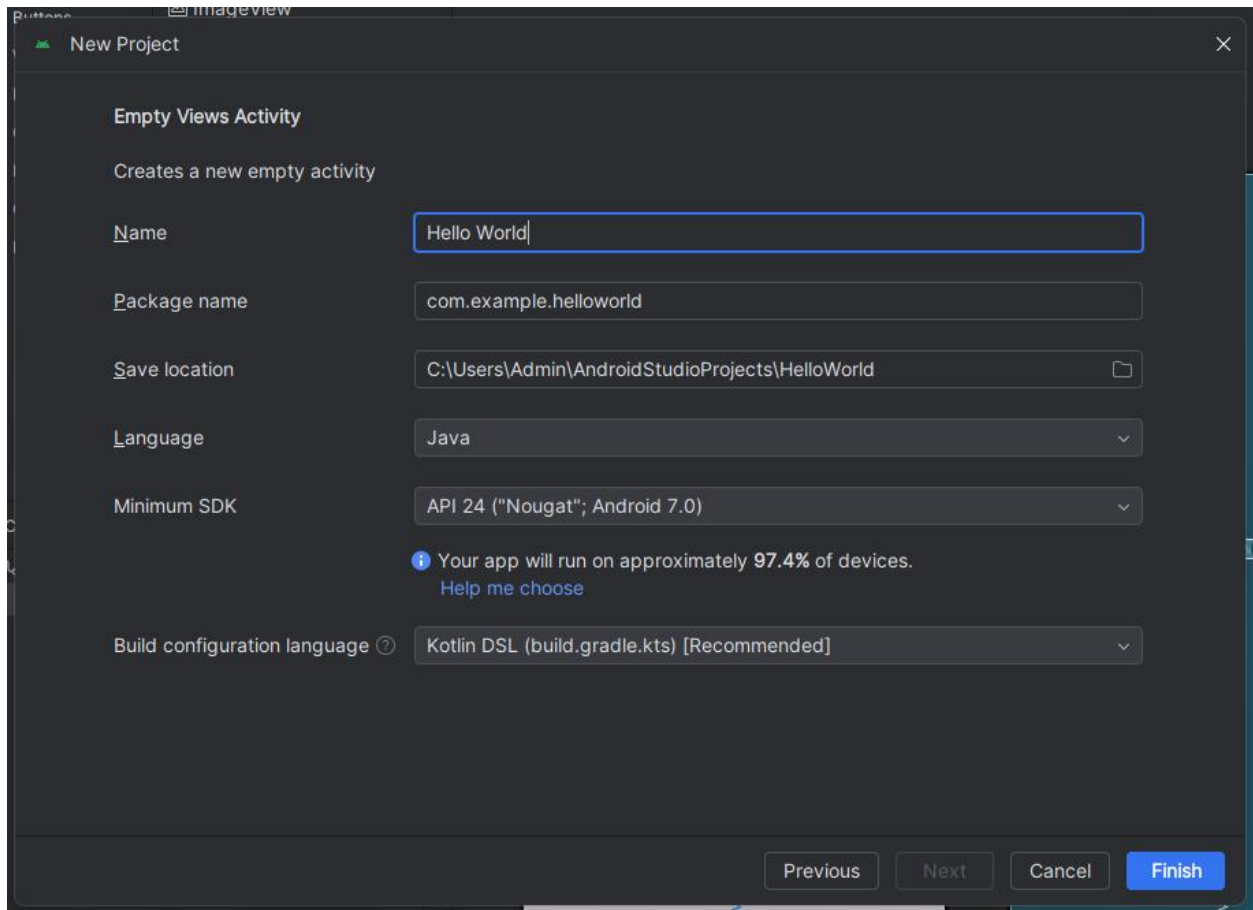 Buttons
ImageView
New Project
Empty Views Activity
Creates a new empty activity
Name
Hello World
Package name
com.example.helloworld
Save location
C:\Users\Admin\AndroidStudioProjects\HelloWorld
Language
Java
Minimum SDK
API 24 ("Nougat"; Android 7.0)
Your app will run on approximately 97.4% of devices.
Help me choose
Build configuration language ?
Kotlin DSL (build.gradle.kts) [Recommended]
Previous
Next
Cancel
Finish